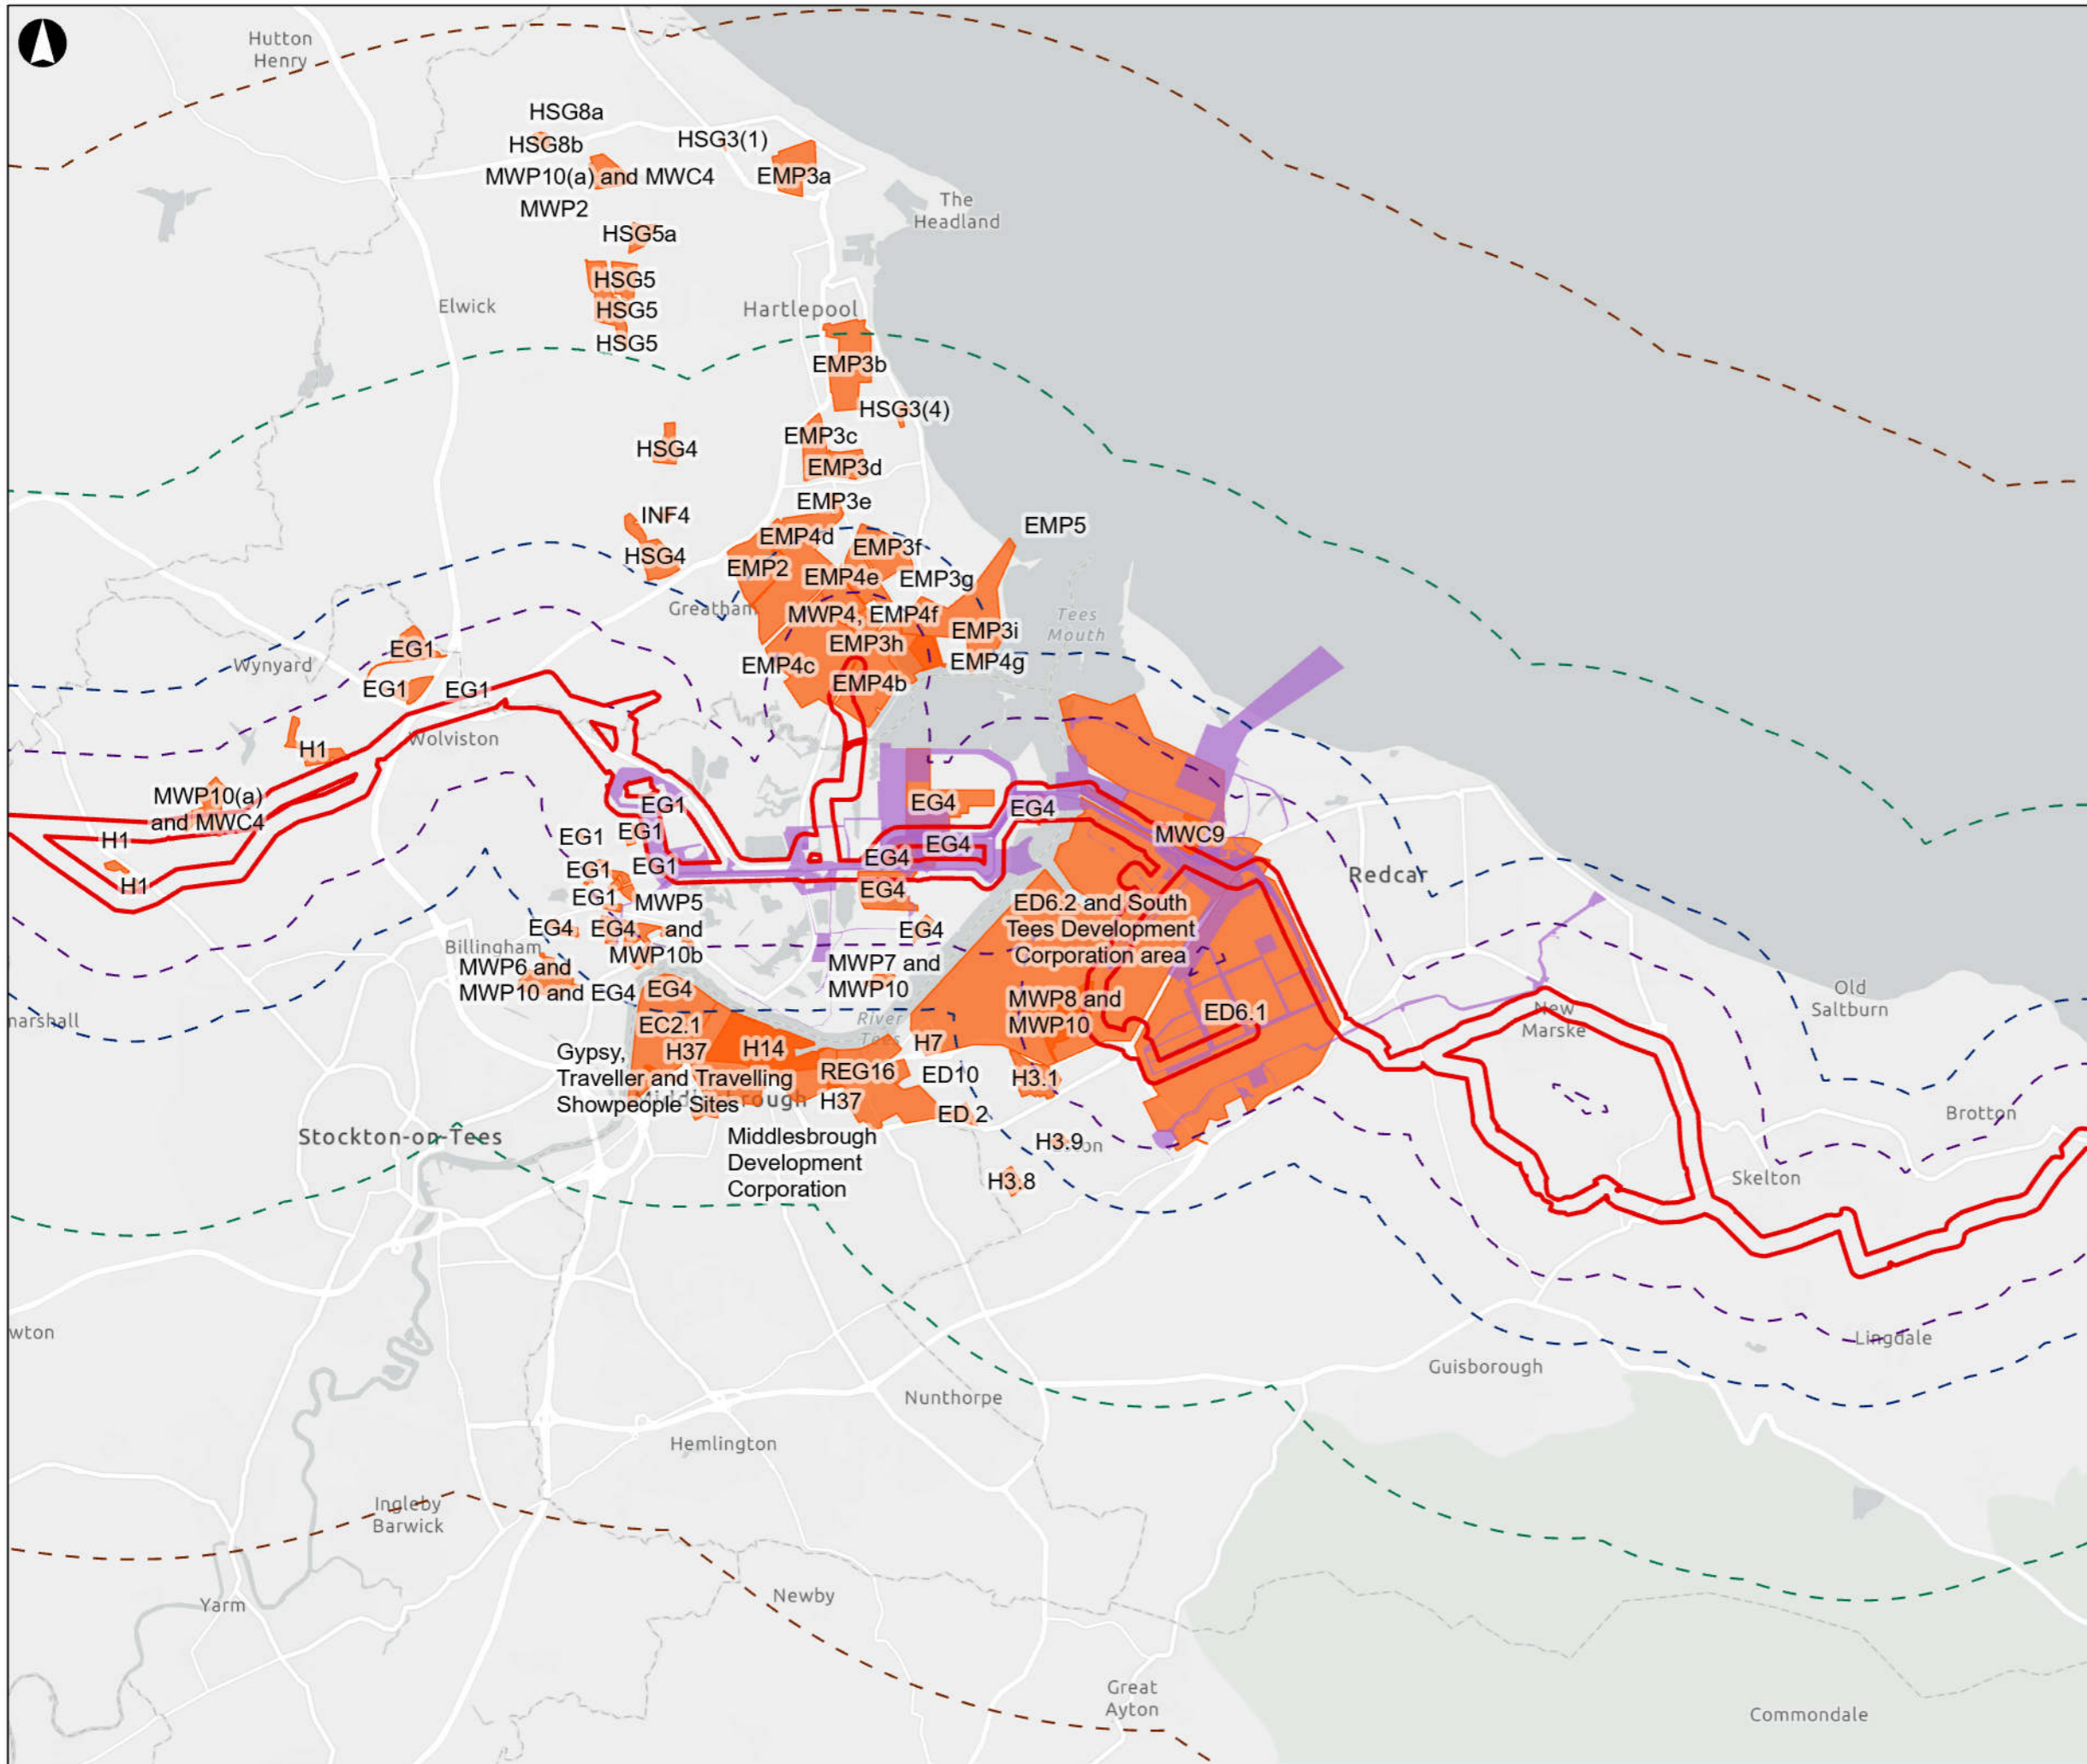 Hutton
Henry
HSG8a
HSG8b
HSG3(1)
MWP10(a) and MWC4
EMP3a
MWP2
The
Headland
HSG5a
HSG5
Elwick
HSG5
Hartlepool
HSG5
EMP3b
HSG3(4)
EMP3c
HSG4
EMP3d
EMP3e
INF4
EMP5
EMP4d
EMP3f
HSG4
EMP2
EMP4e
EMP3g
Greatham
MWP4, EMP4f
Tees
Mouth
EMP3i
EMP3h
EG1
Wynyard
EMP4c
EMP4g
EMP4b
EG1
EG1
Wolviston
H1
MWP10(a)
and MWC4
EG1
EG4
EG4
H1
EG1
EG1
EG4
MWC9
EG4
EG1
EG1
Redcar
H1
EG4
EG1
MWP5
and
MWP10b
ED6.2 and South
Tees Development
Corporation area
EG4
EG4
EG4
Billingham
MWP6 and
MWP10 and EG4
MWP7 and
MWP10
EG4
MWP8 and
MWP10
Old
Saltburn
New
Marske
ED6.1
marshall
River
Tees
EC2.1
H7
H37
H14
Gypsy,
Traveller and Travelling
Showpeople Sites
REG16
ED10
H3.1
Middlesbrough
H37
ED.2
Brotton
Stockton-on-Tees
Middlesbrough
Development
Corporation
H3.9
H3.8
Skelton
wton
Lingdale
Guisborough
Nunthorpe
Hemlington
Ingleby
Barwick
Yarm
Newby
Great
Ayton
Commondale